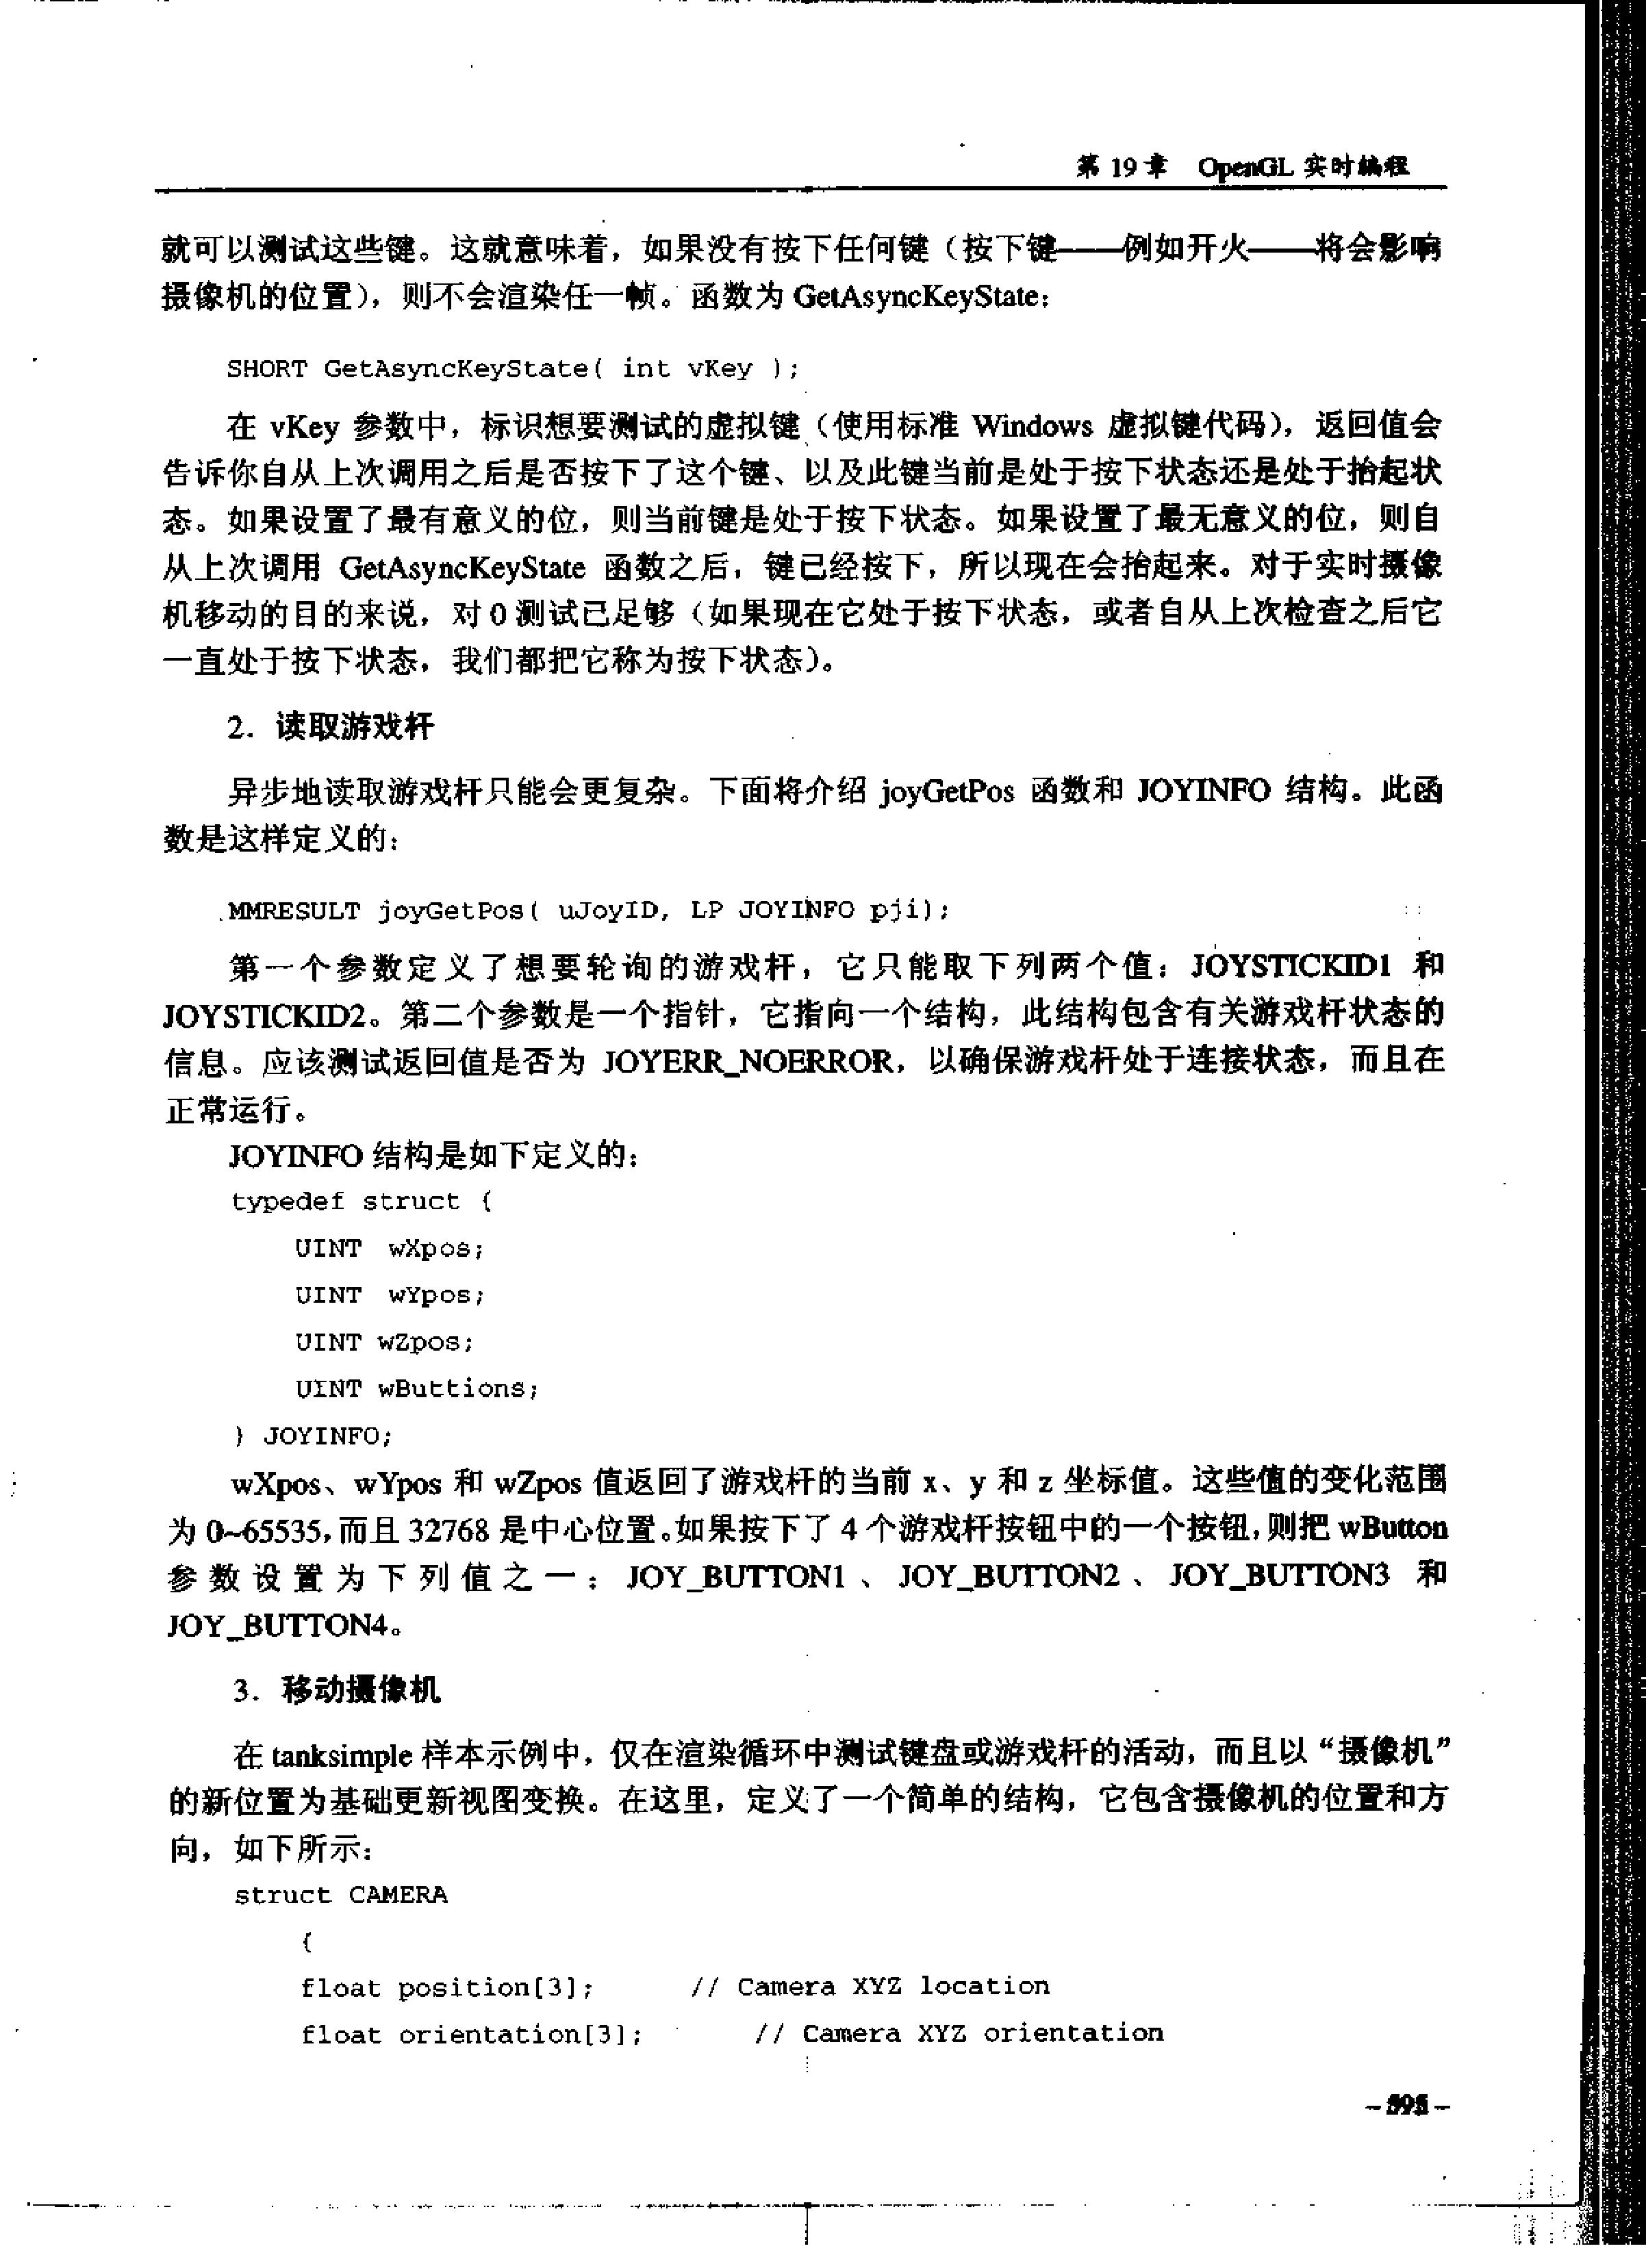 第 19 章 OpenGL 实时编程
就可以测试这些键。这就意味着，如果没有按下任何键（按下键——例如开火——将会影响
摄像机的位置），则不会渲染任一帧。函数为 GetAsyncKeyState：
SHORT GetAsyncKeyState( int vKey );
在 vKey 参数中，标识想要测试的虚拟键（使用标准 Windows 虚拟键代码），返回值会
告诉你自从上次调用之后是否按下了这个键、以及此键当前是处于按下状态还是处于抬起状
态。如果设置了最有意义的位，则当前键是处于按下状态。如果设置了最无意义的位，则自
从上次调用 GetAsyncKeyState 函数之后，键已经按下，所以现在会抬起来。对于实时摄像
机移动的目的来说，对 0 测试已足够（如果现在它处于按下状态，或者自从上次检查之后它
一直处于按下状态，我们都把它称为按下状态）。
2．读取游戏杆
异步地读取游戏杆只能会更复杂。下面将介绍 joyGetPos 函数和 JOYINFO 结构。此函
数是这样定义的：
MMRESULT joyGetPos( uJoyID, LP JOYINFO pji);
第一个参数定义了想要轮询的游戏杆，它只能取下列两个值：JOYSTICKID1 和
JOYSTICKID2。第二个参数是一个指针，它指向一个结构，此结构包含有关游戏杆状态的
信息。应该测试返回值是否为 JOYERR_NOERROR，以确保游戏杆处于连接状态，而且在
正常运行。
JOYINFO 结构是如下定义的：
typedef struct {
UINT wXpos;
UINT wYpos;
UINT wZpos;
UINT wButtions;
} JOYINFO;
wXpos、wYpos 和 wZpos 值返回了游戏杆的当前 x、y 和 z 坐标值。这些值的变化范围
为 0~65535，而且 32768 是中心位置。如果按下了 4 个游戏杆按钮中的一个按钮，则把 wButton
参数设置为下列值之一：JOY_BUTTON1、JOY_BUTTON2、JOY_BUTTON3 和
JOY_BUTTON4。
3．移动摄像机
在 tanksimple 样本示例中，仅在渲染循环中测试键盘或游戏杆的活动，而且以“摄像机”
的新位置为基础更新视图变换。在这里，定义了一个简单的结构，它包含摄像机的位置和方
向，如下所示：
struct CAMERA
{
float position[3]; // Camera XYZ location
float orientation[3]; // Camera XYZ orientation
– 595 –